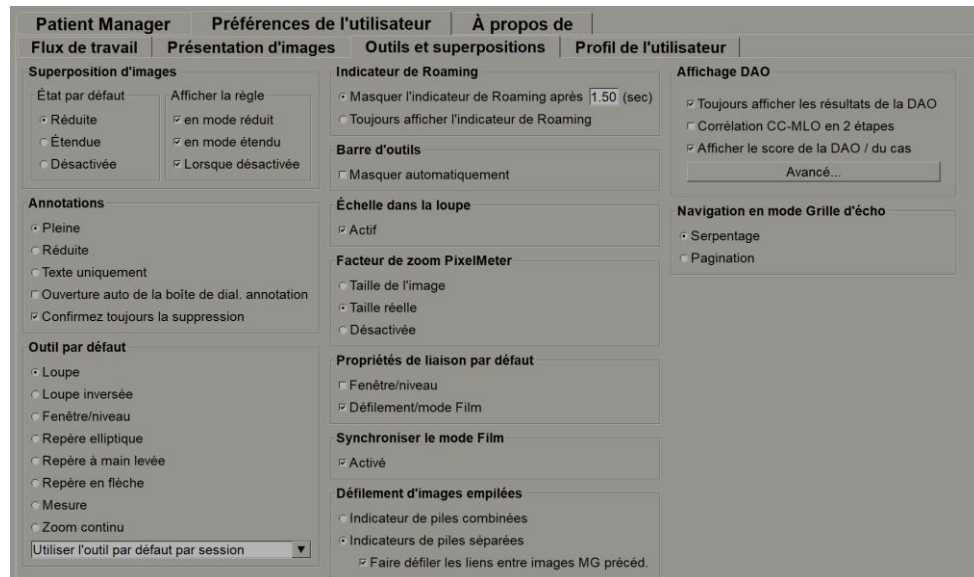 Patient Manager Préférences de l'utilisateur À propos de
Flux de travail Présentation d'images Outils et superpositions Profil de l'utilisateur
Superposition d'images
État par défaut
Réduite
Étendue
Désactivée
Afficher la règle
en mode réduit
en mode étendu
Lorsque désactivée
Annotations
Pleine
Réduite
Texte uniquement
Ouverture auto de la boîte de dial. annotation
Confirmez toujours la suppression
Outil par défaut
Loupe
Loupe inversée
Fenêtre/niveau
Repère elliptique
Repère à main levée
Repère en flèche
Mesure
Zoom continu
Utiliser l'outil par défaut par session
Indicateur de Roaming
Masquer l'indicateur de Roaming après 1.50 (sec)
Toujours afficher l'indicateur de Roaming
Barre d'outils
Masquer automatiquement
Échelle dans la loupe
Actif
Facteur de zoom PixelMeter
Taille de l'image
Taille réelle
Désactivée
Propriétés de liaison par défaut
Fenêtre/niveau
Défilement/mode Film
Synchroniser le mode Film
Activé
Défilement d'images empilées
Indicateur de piles combinées
Indicateurs de piles séparées
Faire défiler les liens entre images MG précéd.
Affichage DAO
Toujours afficher les résultats de la DAO
Corrélation CC-MLO en 2 étapes
Afficher le score de la DAO / du cas
Avancé...
Navigation en mode Grille d'écho
Serpentage
Pagination